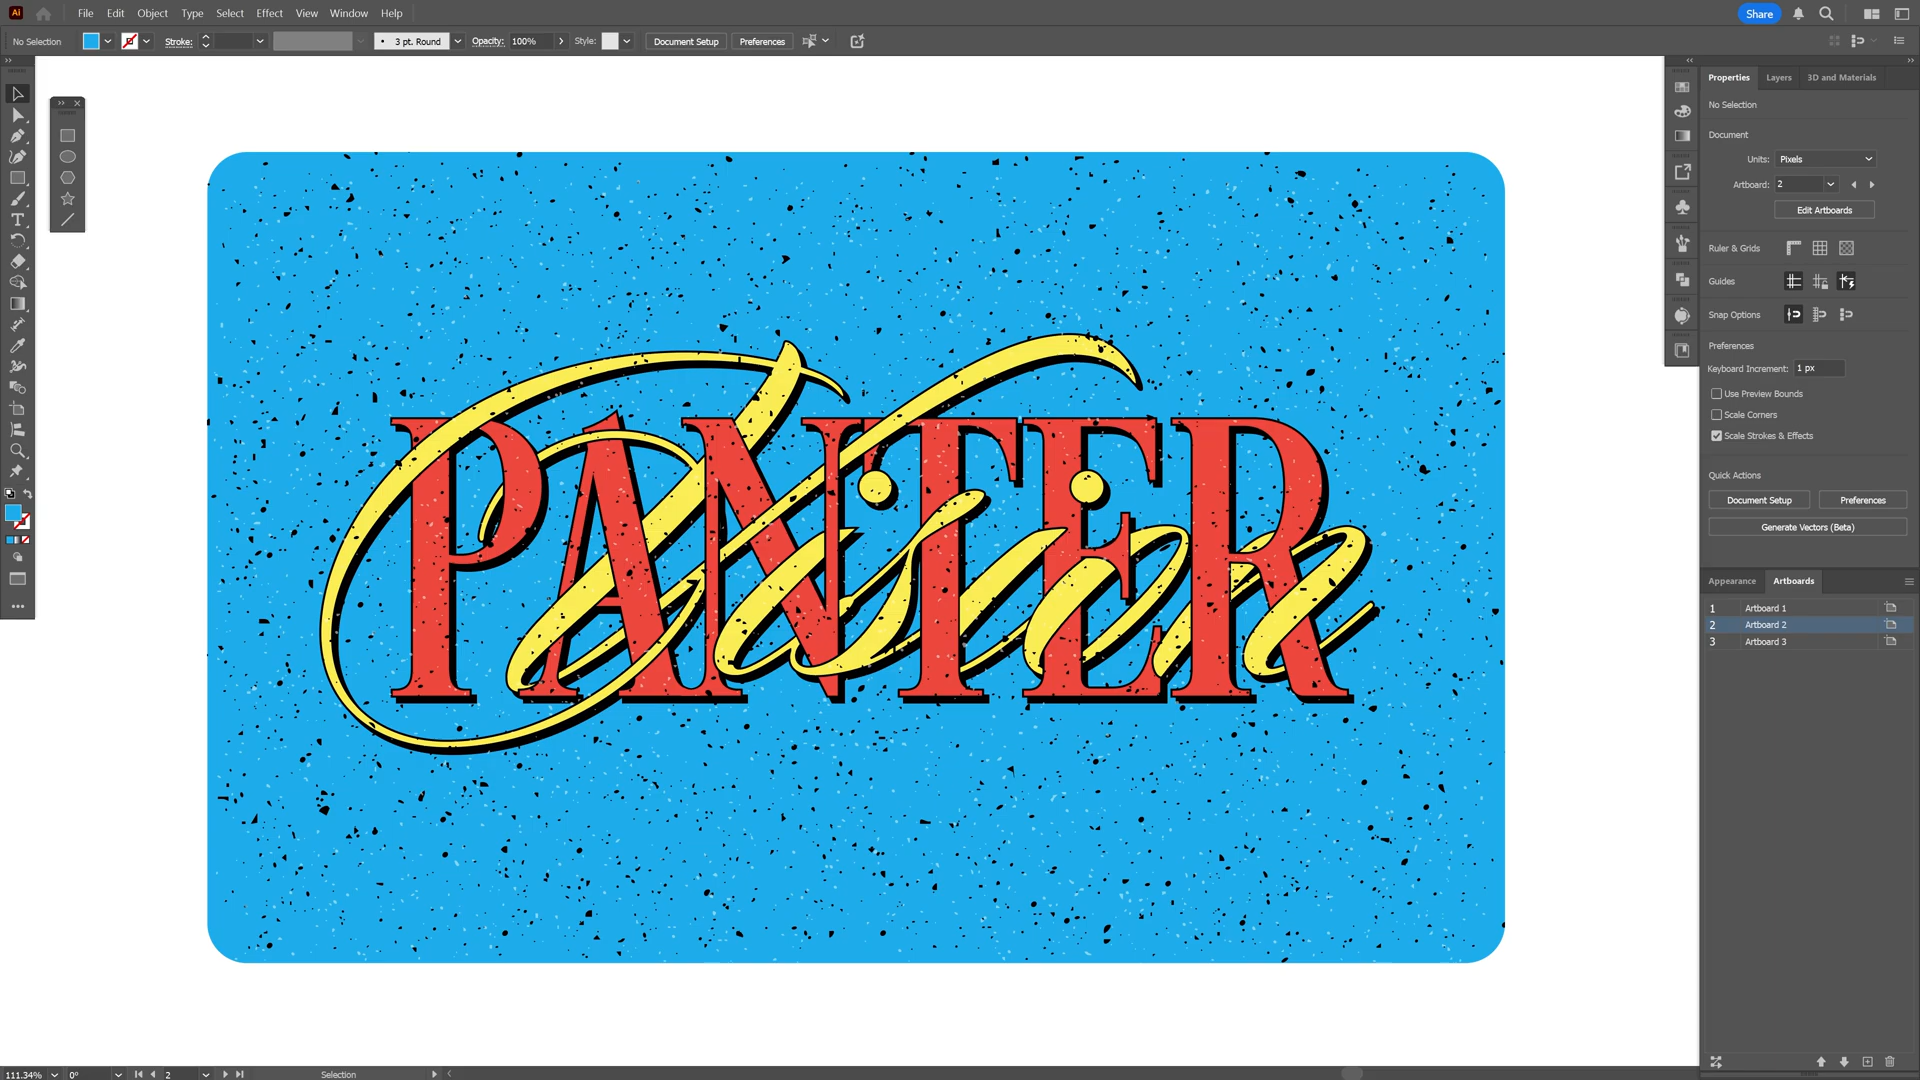 Ai File Edit Object Type Select Effect View Window Help Share
No Selection Stroke: 3 pt. Round Opacity: 100% Style: Document Setup Preferences
Properties Layers 3D and Materials
No Selection
Document
Units: Pixels
Artboard: 2
Edit Artboards
Ruler & Grids
Guides
Snap Options
Preferences
Keyboard Increment: 1 px
Use Preview Bounds
Scale Corners
Scale Strokes & Effects
Quick Actions
Document Setup Preferences
Generate Vectors (Beta)
Appearance Artboards
1 Artboard 1
2 Artboard 2
3 Artboard 3
PANTER
111.34% 0° 2 Selection